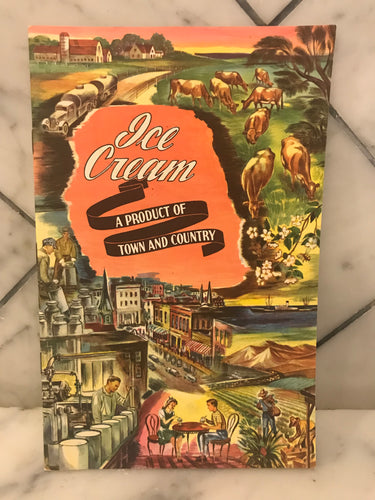 Ice
Cream
A PRODUCT OF
TOWN AND COUNTRY